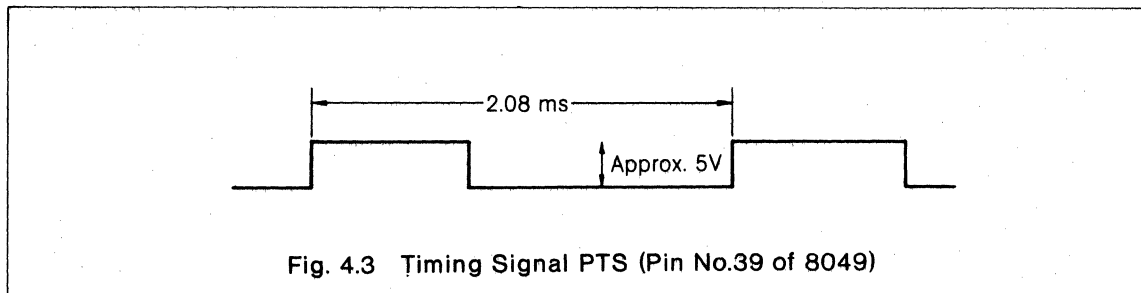 2.08 ms
Approx. 5V
Fig. 4.3 Timing Signal PTS (Pin No.39 of 8049)